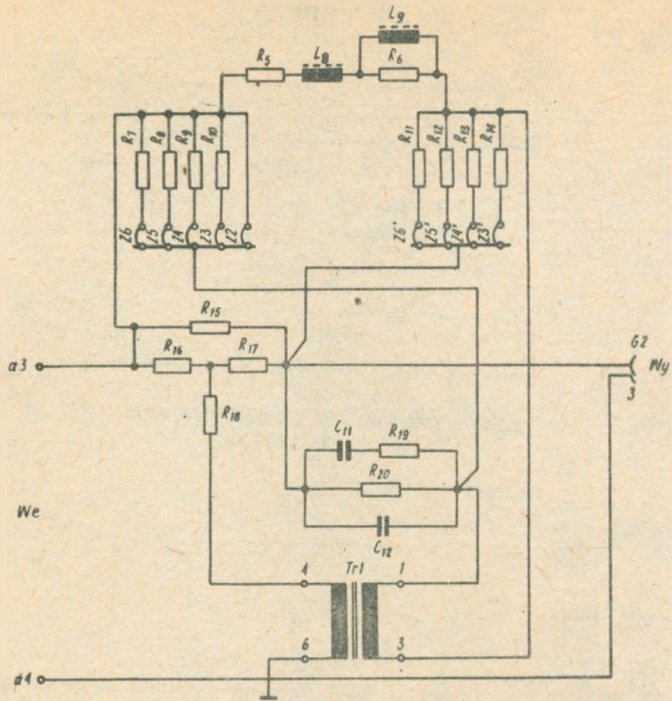 L9
R5 L8 R6
R7 R8 R9 R10
R11 R12 R13 R14
Z6 Z5 Z4 Z3 Z2
Z6' Z5' Z4' Z3'
R15
R16 R17
a3
G2
Wy
3
R18
C11 R19
R20
C12
We
4 Tr1 1
6 3
a4